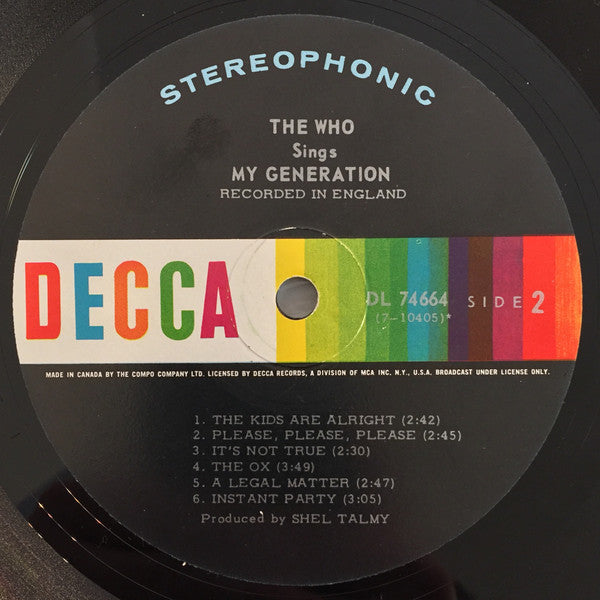 STEREOPHONIC
THE WHO
Sings
MY GENERATION
RECORDED IN ENGLAND
DECCA
DL 74664 SIDE 2
(7-10405)*
MADE IN CANADA BY THE COMPO COMPANY LTD. LICENSED BY DECCA RECORDS, A DIVISION OF MCA INC. N.Y., U.S.A. BROADCAST UNDER LICENSE ONLY.
1. THE KIDS ARE ALRIGHT (2:42)
2. PLEASE, PLEASE, PLEASE (2:45)
3. IT'S NOT TRUE (2:30)
4. THE OX (3:49)
5. A LEGAL MATTER (2:47)
6. INSTANT PARTY (3:05)
Produced by SHEL TALMY